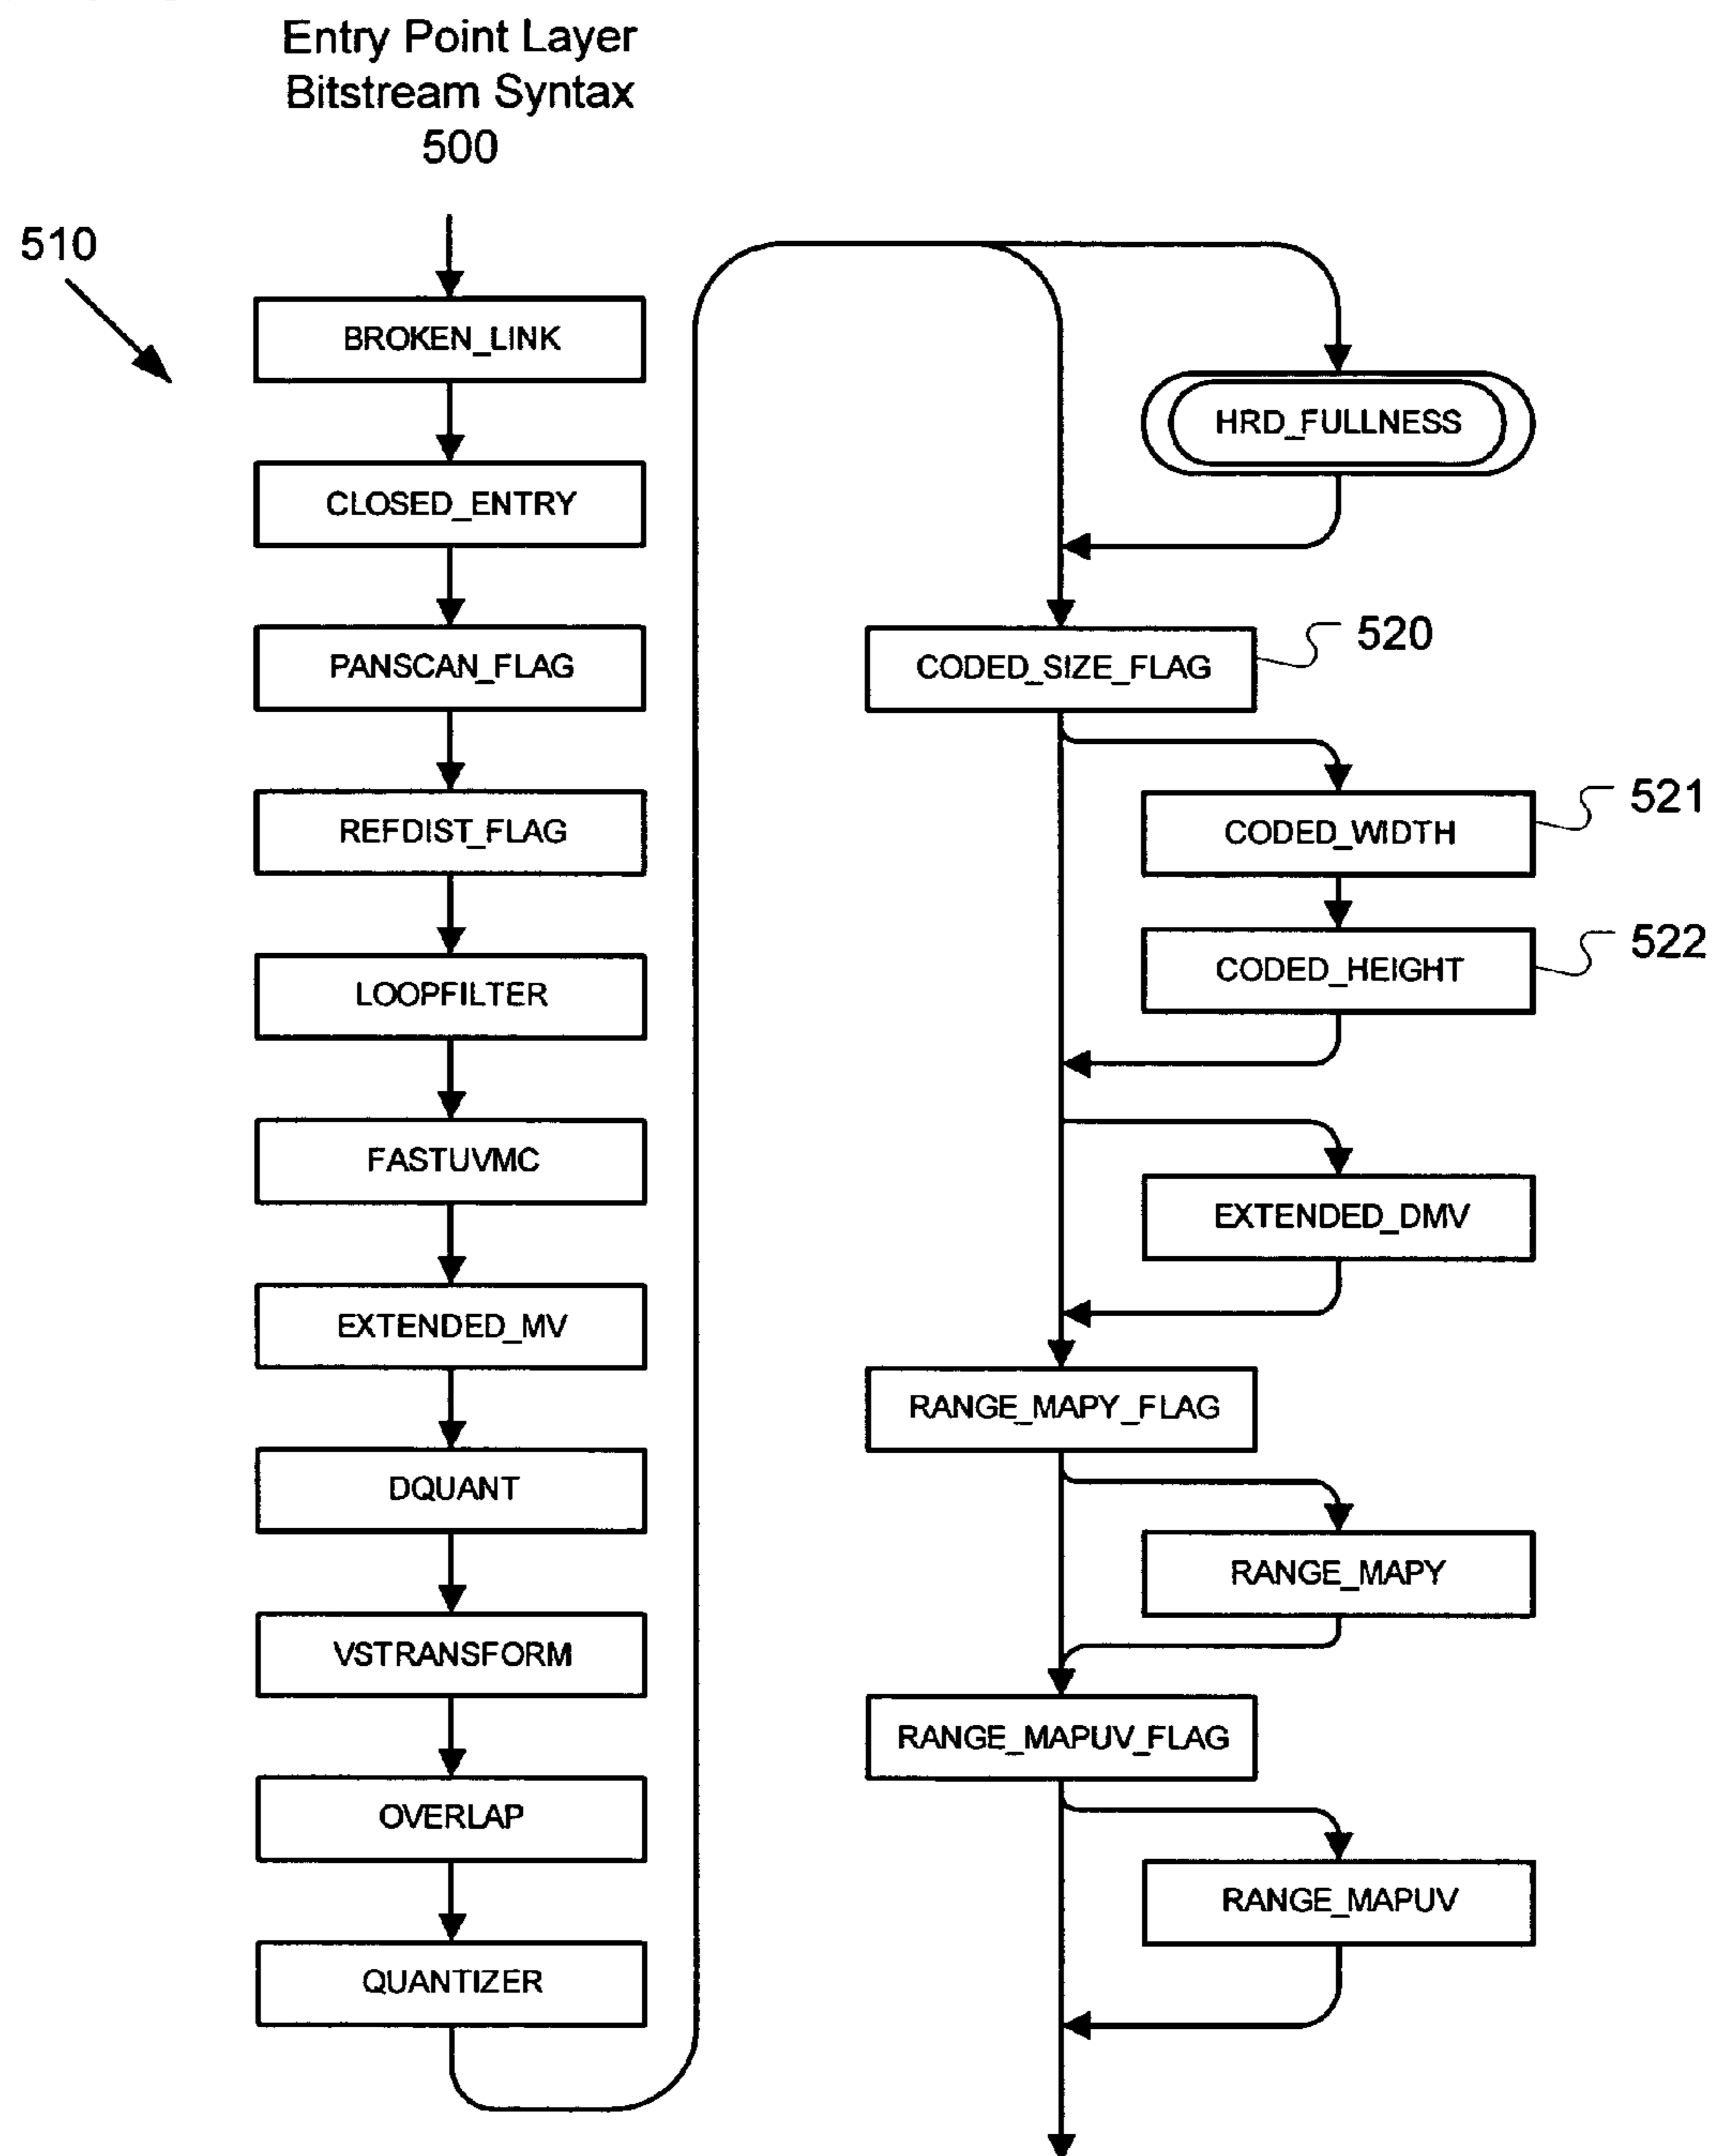 Entry Point Layer
Bitstream Syntax
500
510
BROKEN_LINK
CLOSED_ENTRY
PANSCAN_FLAG
REFDIST_FLAG
LOOPFILTER
FASTUVMC
EXTENDED_MV
DQUANT
VSTRANSFORM
OVERLAP
QUANTIZER
HRD_FULLNESS
CODED_SIZE_FLAG
520
CODED_WIDTH
521
CODED_HEIGHT
522
EXTENDED_DMV
RANGE_MAPY_FLAG
RANGE_MAPY
RANGE_MAPUV_FLAG
RANGE_MAPUV